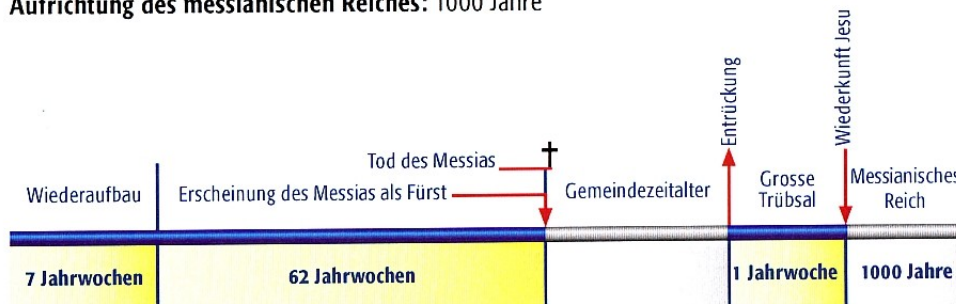 Aufrichtung des messianischen Reiches: 1000 Jahre
Entrückung
Wiederkunft Jesu
Tod des Messias
Wiederaufbau
Erscheinung des Messias als Fürst
Gemeindezeitalter
Grosse
Trübsal
Messianisches
Reich
7 Jahrwochen
62 Jahrwochen
1 Jahrwoche
1000 Jahre